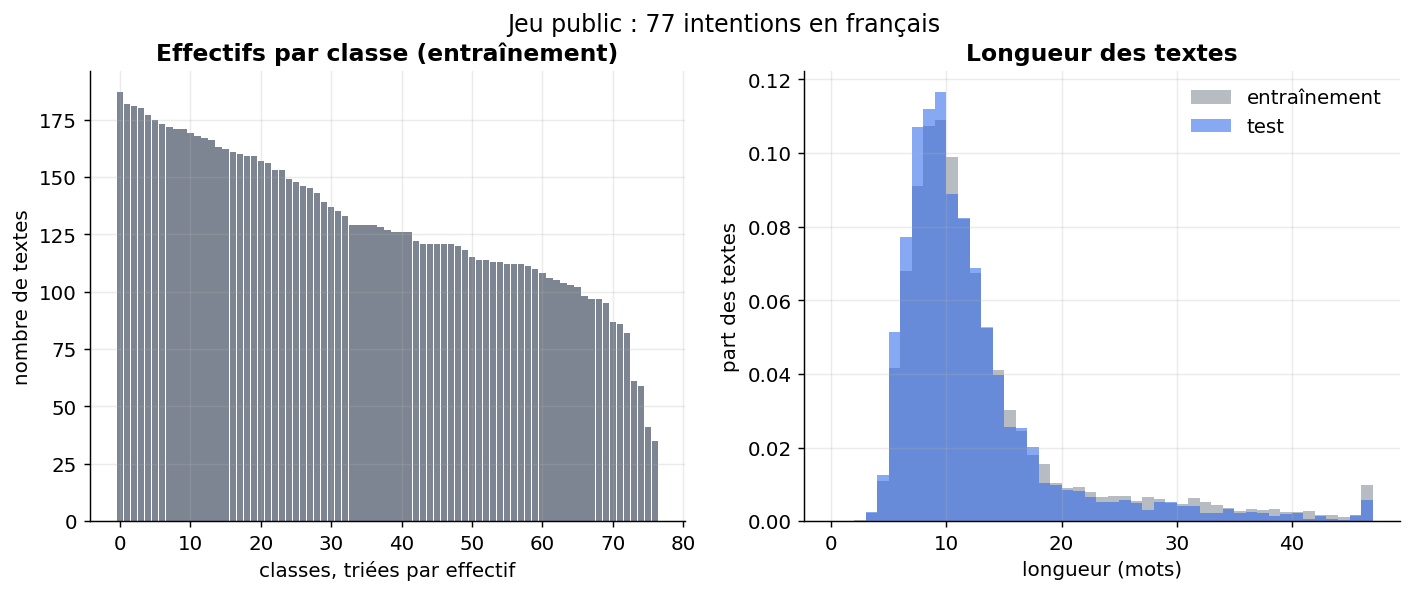 Jeu public : 77 intentions en français
Effectifs par classe (entraînement)
nombre de textes
175
150
125
100
75
50
25
0
0 10 20 30 40 50 60 70 80
classes, triées par effectif
Longueur des textes
entraînement
test
part des textes
0.12
0.10
0.08
0.06
0.04
0.02
0.00
0 10 20 30 40
longueur (mots)